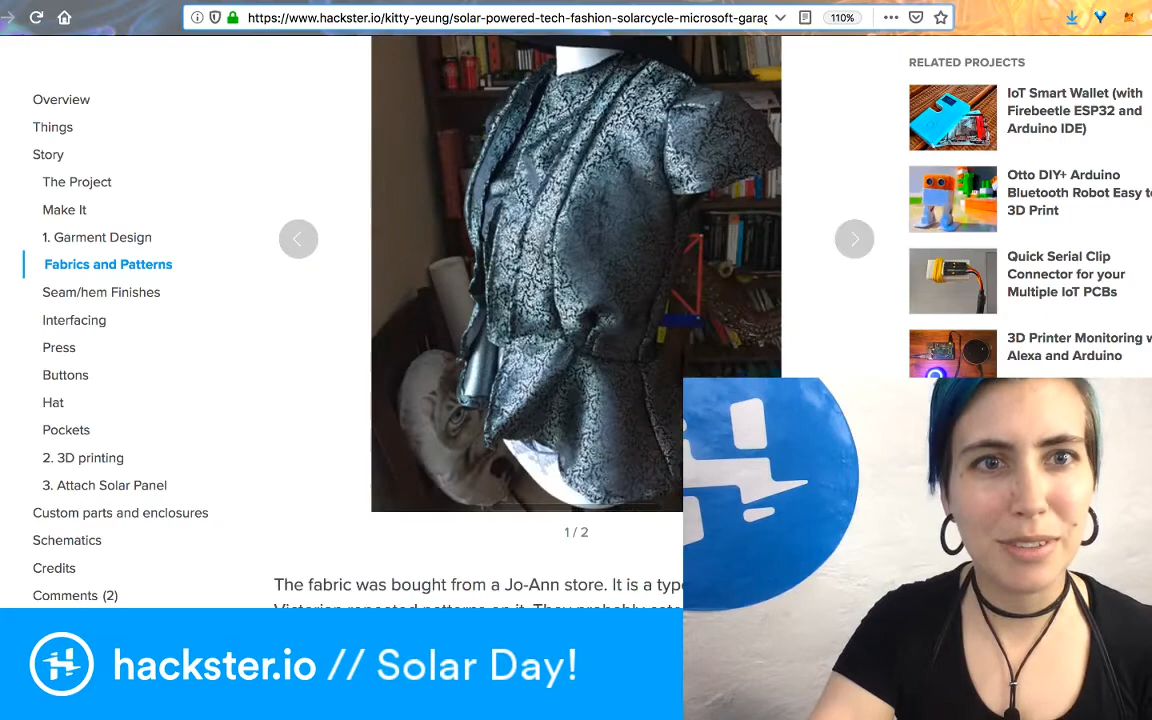 https://www.hackster.io/kitty-yeung/solar-powered-tech-fashion-solarcycle-microsoft-garag
110%
Overview
Things
Story
The Project
Make It
1. Garment Design
Fabrics and Patterns
Seam/hem Finishes
Interfacing
Press
Buttons
Hat
Pockets
2. 3D printing
3. Attach Solar Panel
Custom parts and enclosures
Schematics
Credits
Comments (2)
1 / 2
The fabric was bought from a Jo-Ann store. It is a type
RELATED PROJECTS
IoT Smart Wallet (with
Firebeetle ESP32 and
Arduino IDE)
Otto DIY+ Arduino
Bluetooth Robot Easy to
3D Print
Quick Serial Clip
Connector for your
Multiple IoT PCBs
3D Printer Monitoring w
Alexa and Arduino
hackster.io // Solar Day!